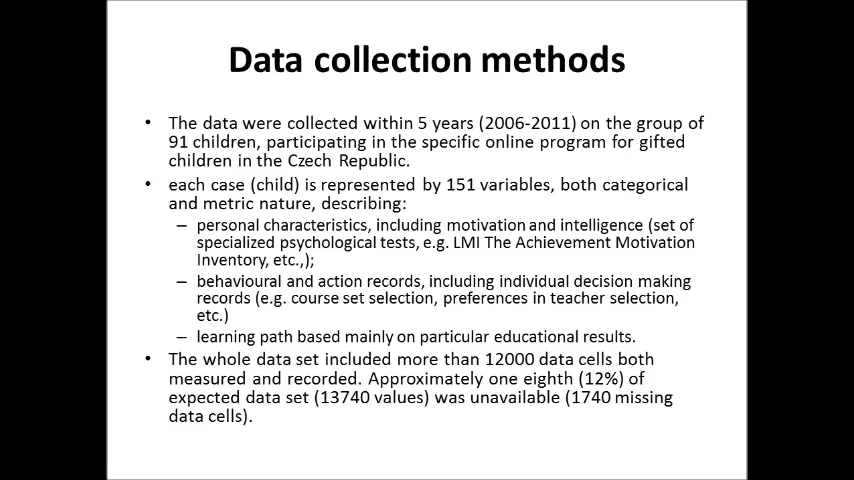 Data collection methods
• The data were collected within 5 years (2006-2011) on the group of
91 children, participating in the specific online program for gifted
children in the Czech Republic.
• each case (child) is represented by 151 variables, both categorical
and metric nature, describing:
– personal characteristics, including motivation and intelligence (set of
specialized psychological tests, e.g. LMI The Achievement Motivation
Inventory, etc.,);
– behavioural and action records, including individual decision making
records (e.g. course set selection, preferences in teacher selection,
etc.)
– learning path based mainly on particular educational results.
• The whole data set included more than 12000 data cells both
measured and recorded. Approximately one eighth (12%) of
expected data set (13740 values) was unavailable (1740 missing
data cells).